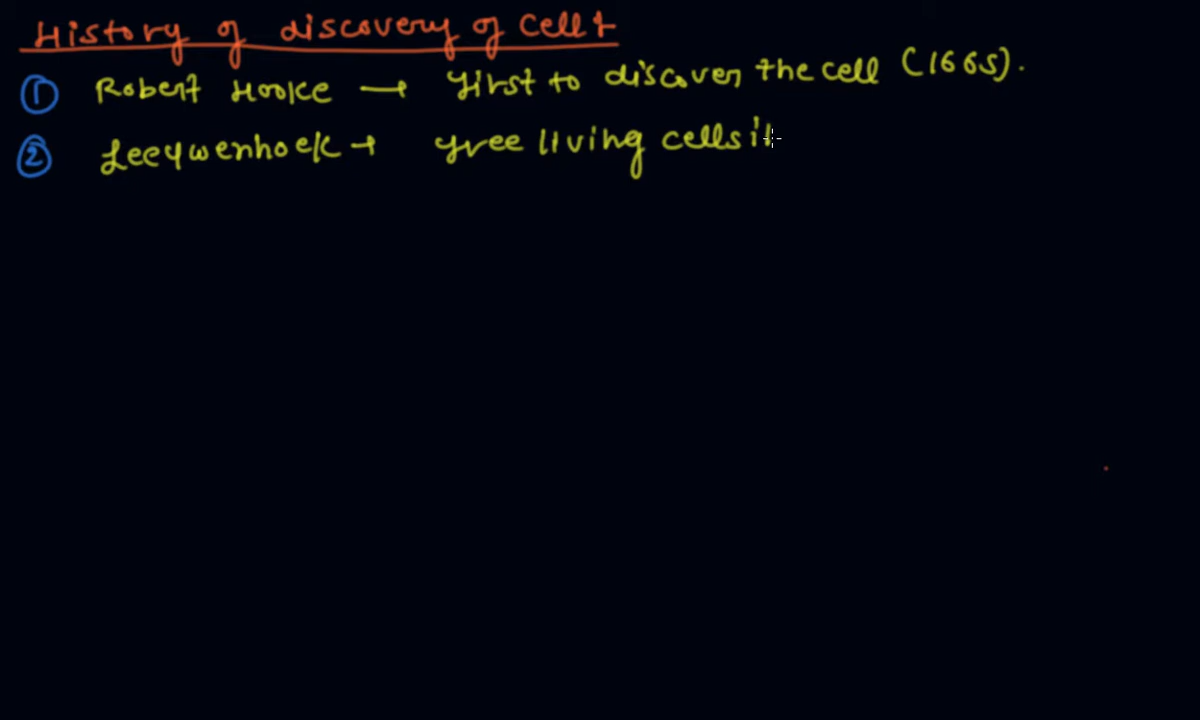 History of discovery of Cell
① Robert Hooke → first to discover the cell (1665).
② Leeuwenhoek → free living cells i